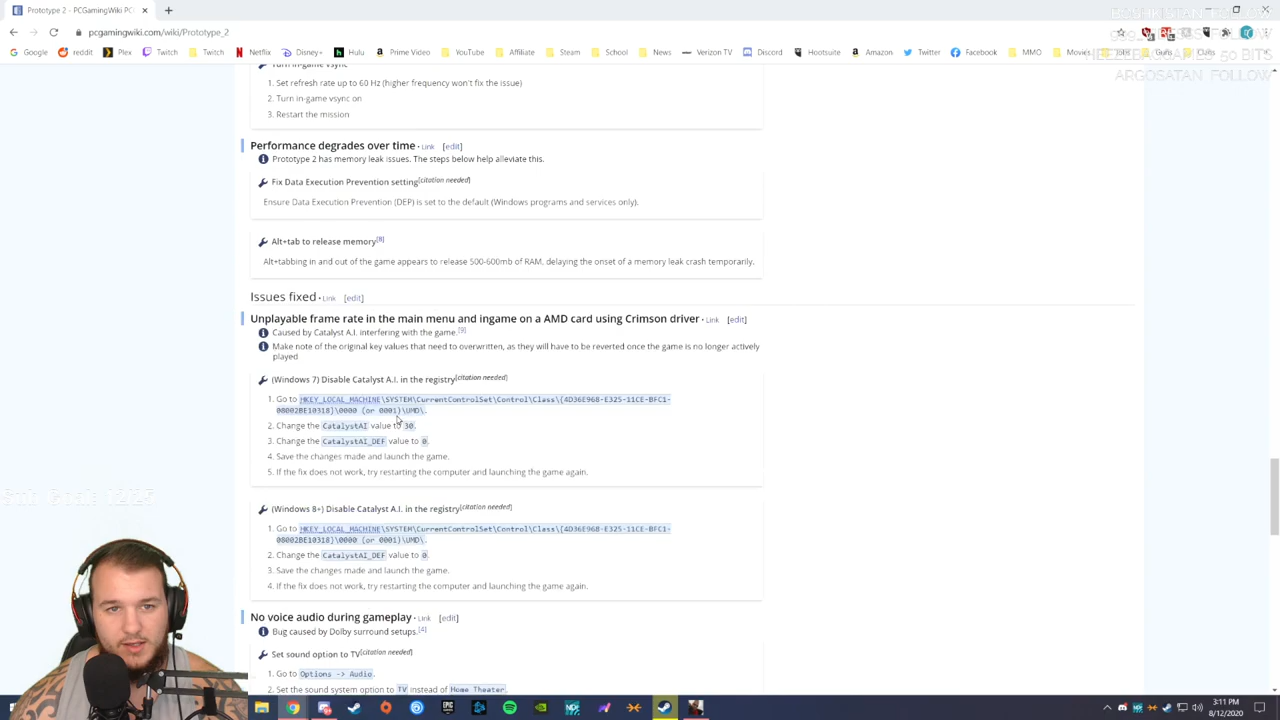 Prototype 2 - PCGamingWiki PC
pcgamingwiki.com/wiki/Prototype_2
Google reddit Plex Twitch Twitch Netflix Disney+ Hulu Prime Video YouTube Affiliate Steam School News Verizon TV Discord Hootsuite Amazon Twitter Facebook MMO Movies Guns
50 BITS
ARGOSATAN FOLLOW
Turn in-game vsync
1. Set refresh rate up to 60 Hz (higher frequency won't fix the issue)
2. Turn in-game vsync on
3. Restart the mission
Performance degrades over time · Link [edit]
Prototype 2 has memory leak issues. The steps below help alleviate this.
Fix Data Execution Prevention setting[citation needed]
Ensure Data Execution Prevention (DEP) is set to the default (Windows programs and services only).
Alt+tab to release memory[8]
Alt+tabbing in and out of the game appears to release 500-600mb of RAM, delaying the onset of a memory leak crash temporarily.
Issues fixed · Link [edit]
Unplayable frame rate in the main menu and ingame on a AMD card using Crimson driver · Link [edit]
Caused by Catalyst A.I. interfering with the game.[9]
Make note of the original key values that need to overwritten, as they will have to be reverted once the game is no longer actively
played
(Windows 7) Disable Catalyst A.I. in the registry[citation needed]
1. Go to HKEY_LOCAL_MACHINE\SYSTEM\CurrentControlSet\Control\Class\{4D36E968-E325-11CE-BFC1-
08002BE10318}\0000 (or 0001)\UMD\.
2. Change the CatalystAI value to 30.
3. Change the CatalystAI_DEF value to 0.
4. Save the changes made and launch the game.
5. If the fix does not work, try restarting the computer and launching the game again.
Sub Goal 12/25
(Windows 8+) Disable Catalyst A.I. in the registry[citation needed]
1. Go to HKEY_LOCAL_MACHINE\SYSTEM\CurrentControlSet\Control\Class\{4D36E968-E325-11CE-BFC1-
08002BE10318}\0000 (or 0001)\UMD\.
2. Change the CatalystAI_DEF value to 0.
3. Save the changes made and launch the game.
4. If the fix does not work, try restarting the computer and launching the game again.
No voice audio during gameplay · Link [edit]
Bug caused by Dolby surround setups.[4]
Set sound option to TV[citation needed]
1. Go to Options -> Audio.
2. Set the sound system option to TV instead of Home Theater.
3:11 PM
8/12/2020